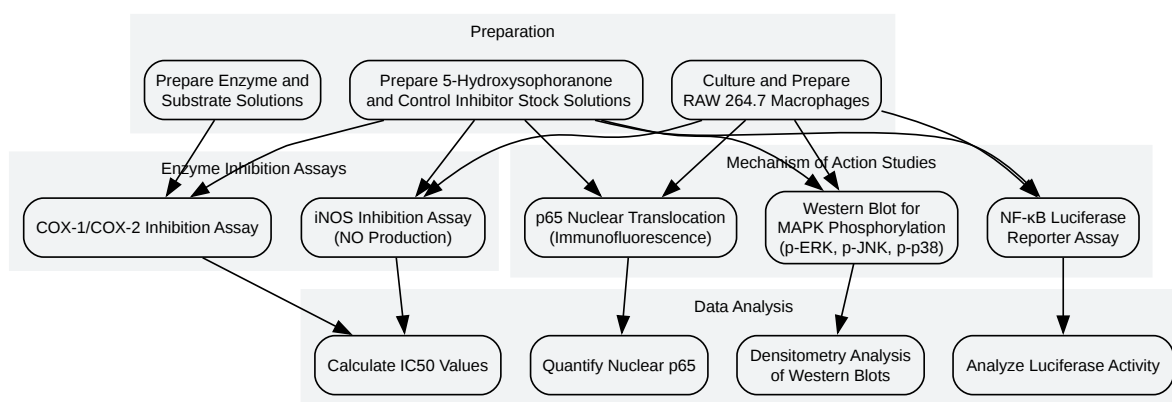 Preparation
Prepare Enzyme and
Substrate Solutions
Prepare 5-Hydroxysophoranone
and Control Inhibitor Stock Solutions
Culture and Prepare
RAW 264.7 Macrophages
Enzyme Inhibition Assays
Mechanism of Action Studies
COX-1/COX-2 Inhibition Assay
iNOS Inhibition Assay
(NO Production)
p65 Nuclear Translocation
(Immunofluorescence)
Western Blot for
MAPK Phosphorylation
(p-ERK, p-JNK, p-p38)
NF-κB Luciferase
Reporter Assay
Data Analysis
Calculate IC50 Values
Quantify Nuclear p65
Densitometry Analysis
of Western Blots
Analyze Luciferase Activity